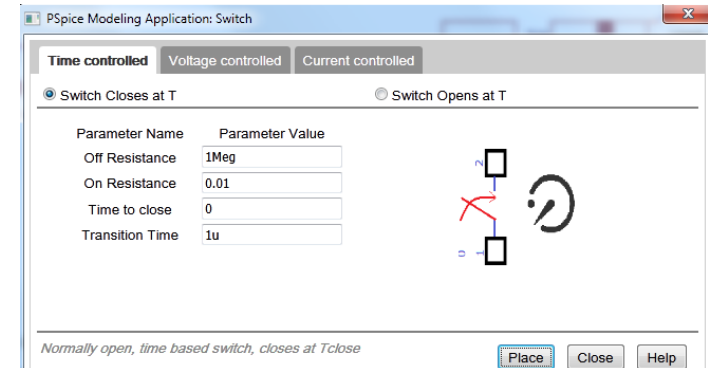 PSpice Modeling Application: Switch
x
Time controlled Voltage controlled Current controlled
Switch Closes at T Switch Opens at T
Parameter Name Parameter Value
Off Resistance 1Meg
On Resistance 0.01
Time to close 0
Transition Time 1u
2
1
Normally open, time based switch, closes at Tclose
Place Close Help